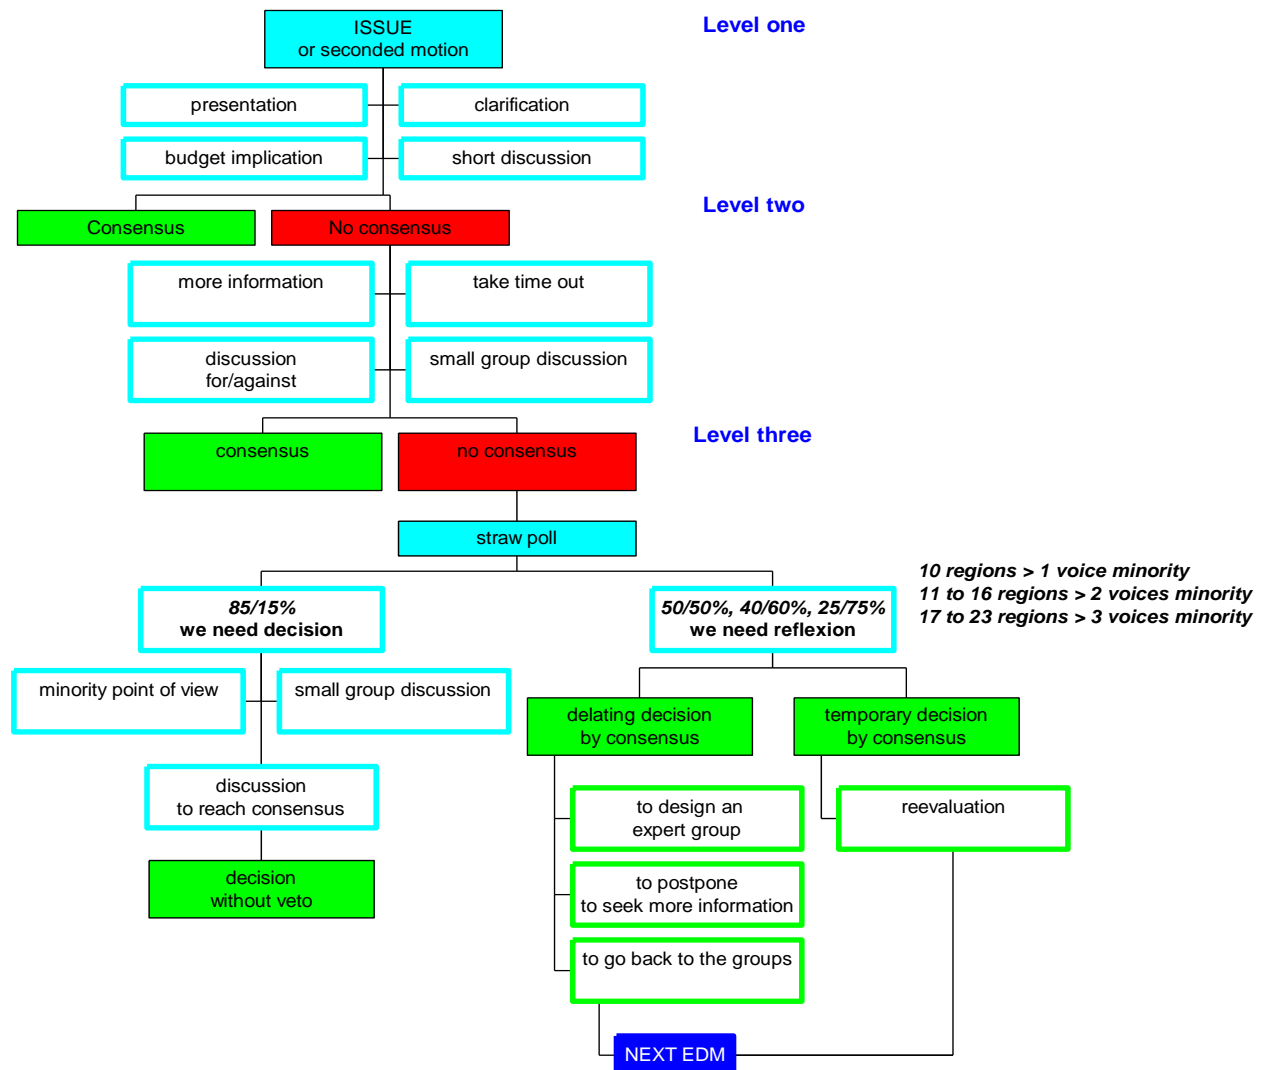 ISSUE
or seconded motion
Level one
presentation
clarification
budget implication
short discussion
Level two
Consensus
No consensus
more information
take time out
discussion
for/against
small group discussion
Level three
consensus
no consensus
straw poll
10 regions > 1 voice minority
11 to 16 regions > 2 voices minority
17 to 23 regions > 3 voices minority
85/15%
we need decision
50/50%, 40/60%, 25/75%
we need reflexion
minority point of view
small group discussion
delating decision
by consensus
temporary decision
by consensus
discussion
to reach consensus
to design an
expert group
reevaluation
decision
without veto
to postpone
to seek more information
to go back to the groups
NEXT EDM